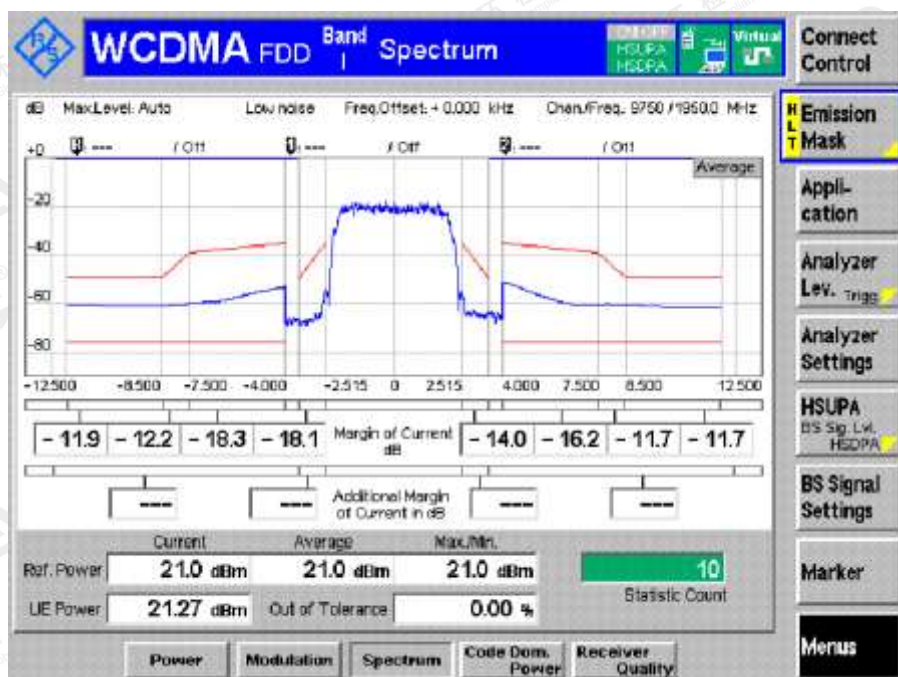 R&S WCDMA FDD Band I Spectrum
HSUPA
HSDPA
Virtual
Connect Control
dB Max.Level: Auto Low noise Freq.Offset: + 0.000 kHz Chan./Freq.: 9750 / 1950.0 MHz
HLT Emission Mask
+0 --- / Off 1: --- / Off 2: --- / Off
Average
Appli-
cation
-20
-40
Analyzer
Lev. Trigg.
-60
-80
Analyzer
Settings
-12.500 -8.500 -7.500 -4.000 -2.515 0 2.515 4.000 7.500 8.500 12.500
HSUPA
BS Sig. Lvl.
HSDPA
- 11.9 - 12.2 - 18.3 - 18.1 Margin of Current dB - 14.0 - 16.2 - 11.7 - 11.7
--- --- Additional Margin of Current in dB --- ---
BS Signal
Settings
Current Average Max./Min.
Ref. Power 21.0 dBm 21.0 dBm 21.0 dBm 10
Statistic Count
Marker
UE Power 21.27 dBm Out of Tolerance 0.00 %
Menus
Power Modulation Spectrum Code Dom. Power Receiver Quality